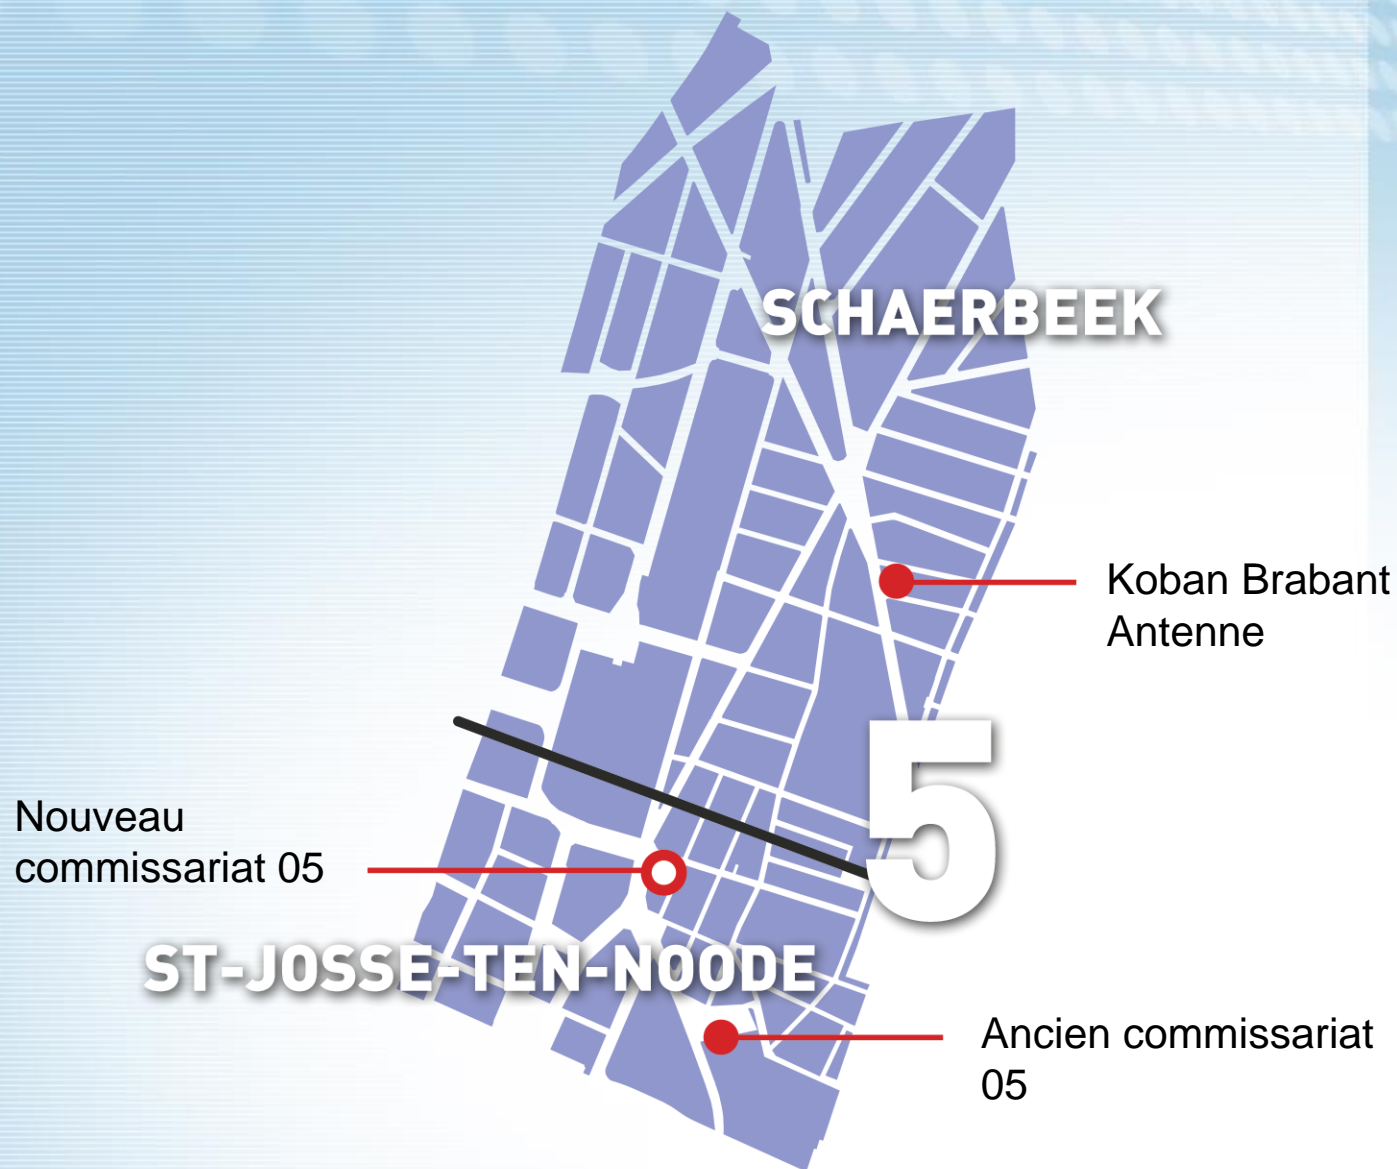 SCHAERBEEK
Koban Brabant
Antenne
5
Nouveau
commissariat 05
ST-JOSSE-TEN-NOODE
Ancien commissariat
05